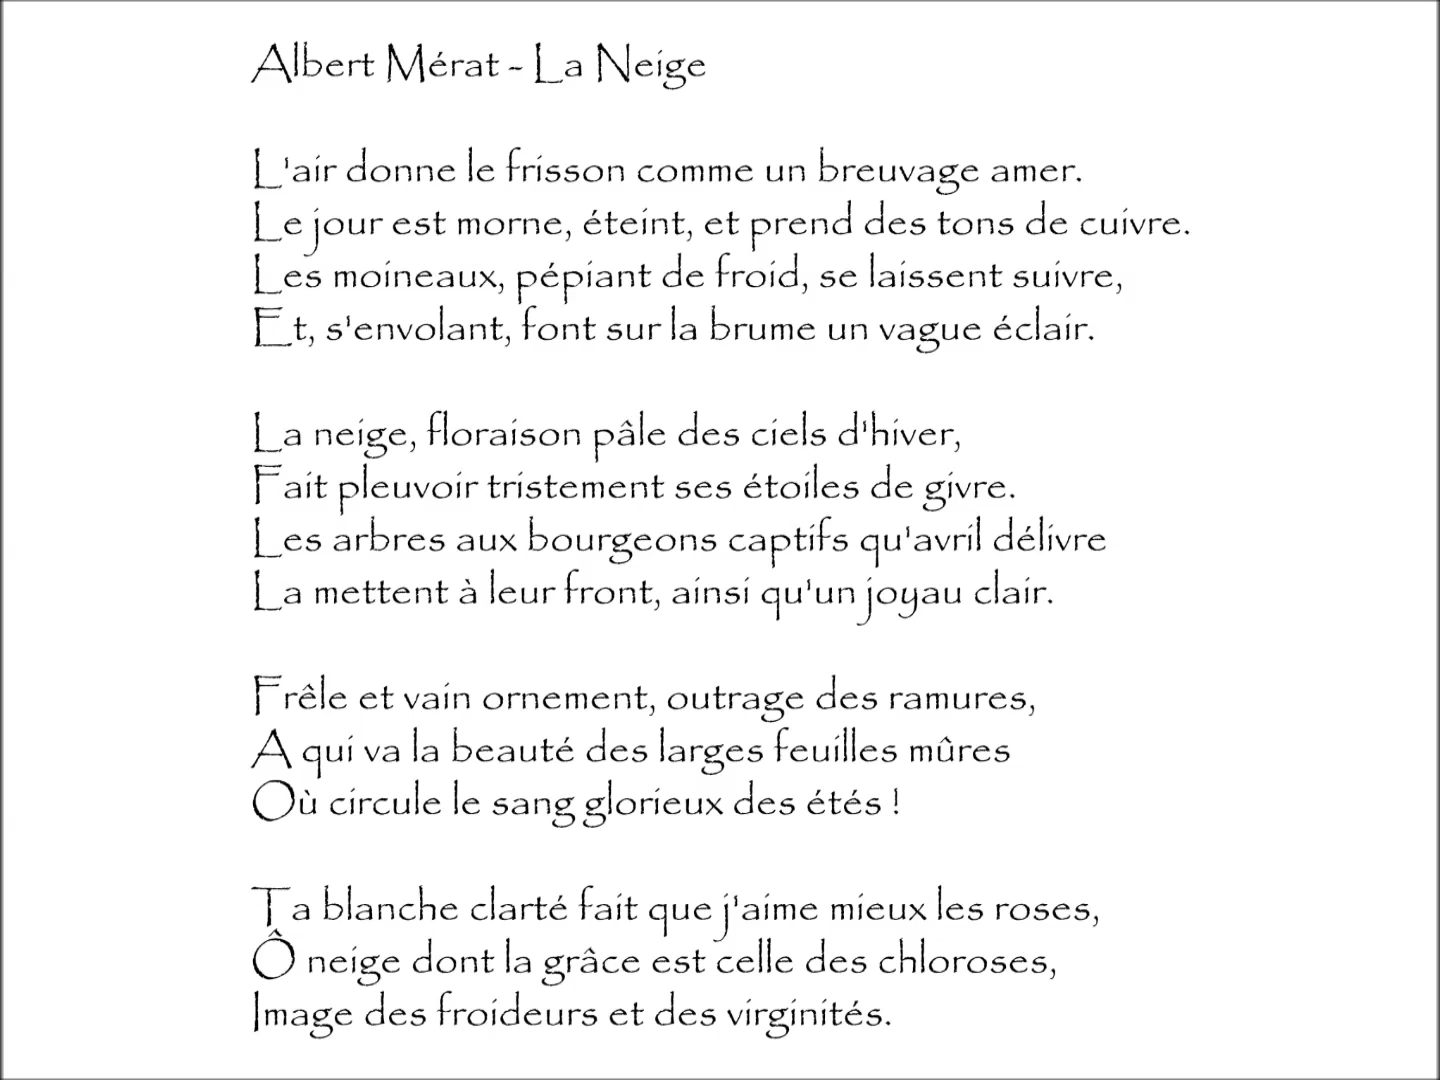 Albert Mérat - La Neige
L'air donne le frisson comme un breuvage amer.
Le jour est morne, éteint, et prend des tons de cuivre.
Les moineaux, pépiant de froid, se laissent suivre,
Et, s'envolant, font sur la brume un vague éclair.
La neige, floraison pâle des ciels d'hiver,
Fait pleuvoir tristement ses étoiles de givre.
Les arbres aux bourgeons captifs qu'avril délivre
La mettent à leur front, ainsi qu'un joyau clair.
Frêle et vain ornement, outrage des ramures,
A qui va la beauté des larges feuilles mûres
Où circule le sang glorieux des étés !
Ta blanche clarté fait que j'aime mieux les roses,
Ô neige dont la grâce est celle des chloroses,
Image des froideurs et des virginités.